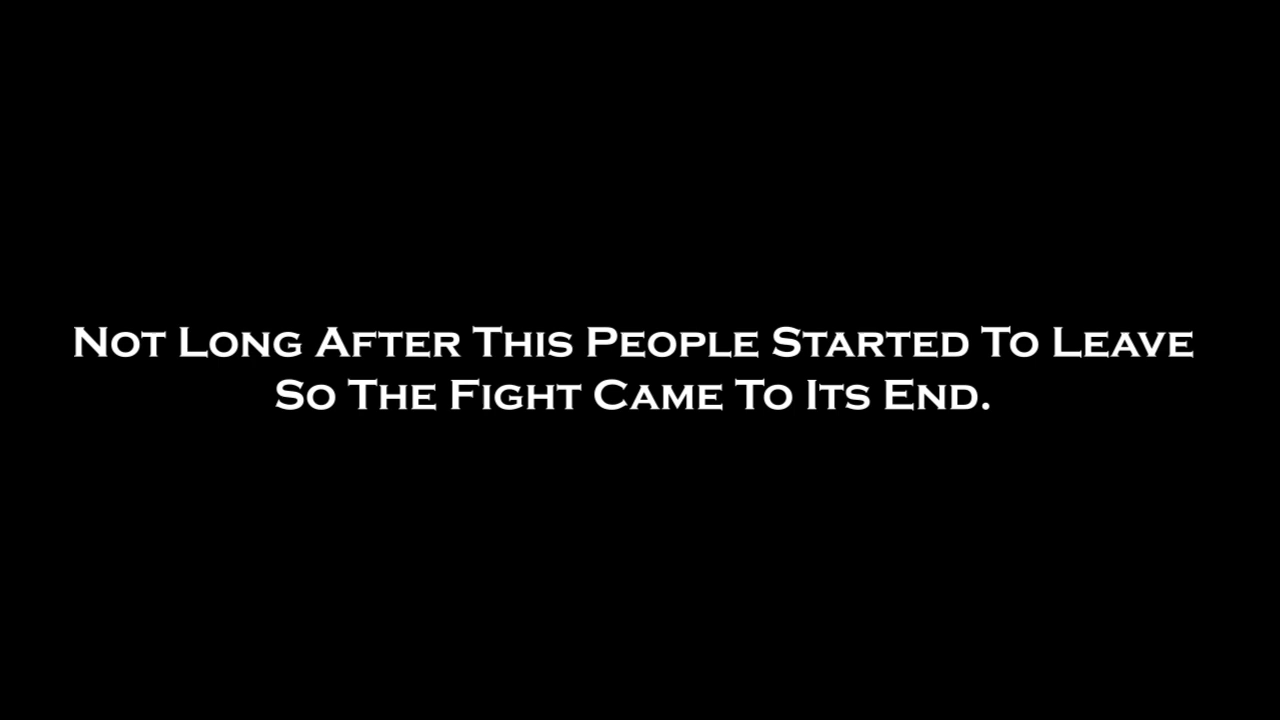 Not Long After This People Started To Leave
So The Fight Came To Its End.